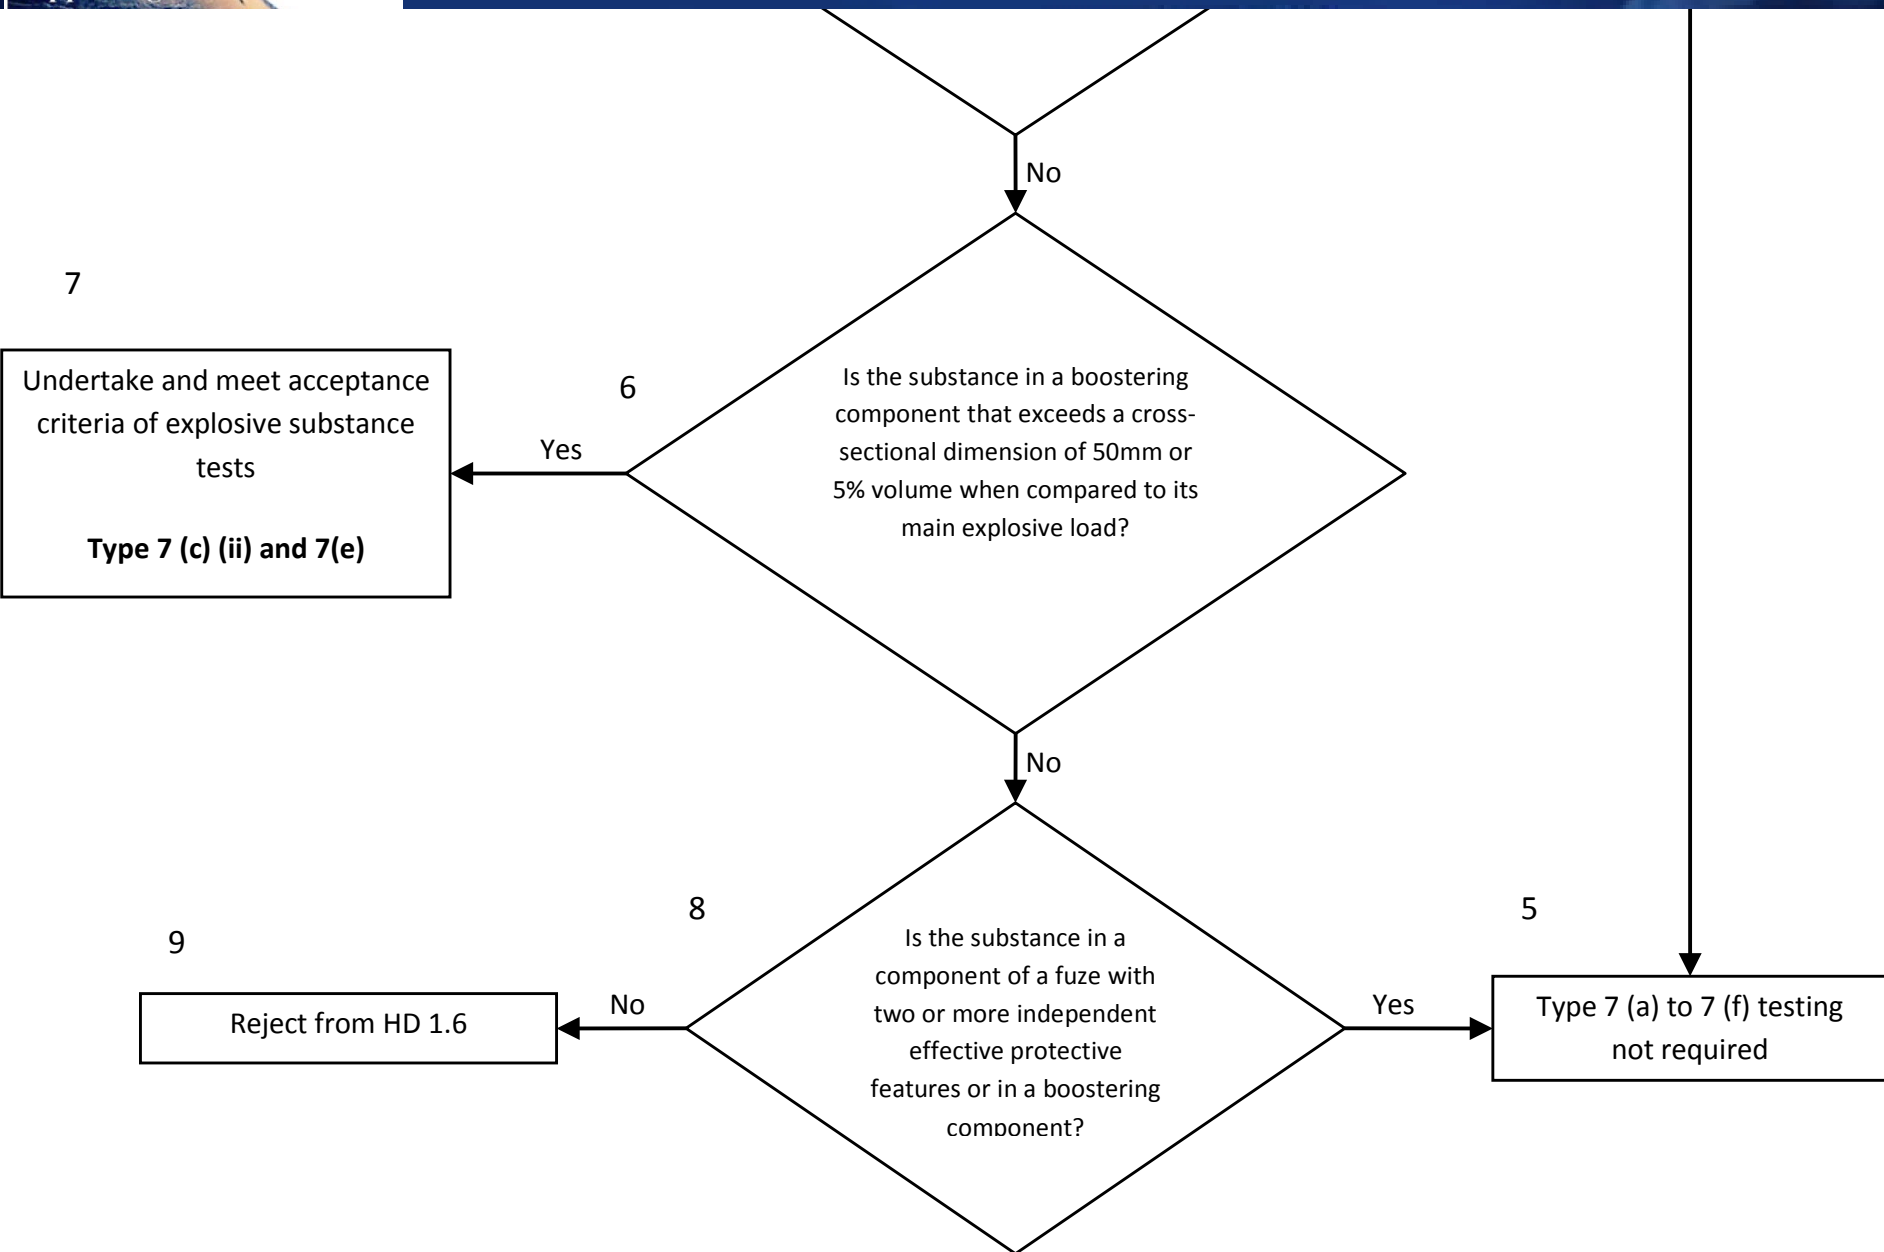 No
7
6
Undertake and meet acceptance
criteria of explosive substance
tests
Type 7 (c) (ii) and 7(e)
Yes
Is the substance in a boostering
component that exceeds a cross-
sectional dimension of 50mm or
5% volume when compared to its
main explosive load?
No
8
5
9
Is the substance in a
component of a fuze with
two or more independent
effective protective
features or in a boostering
component?
No
Yes
Reject from HD 1.6
Type 7 (a) to 7 (f) testing
not required